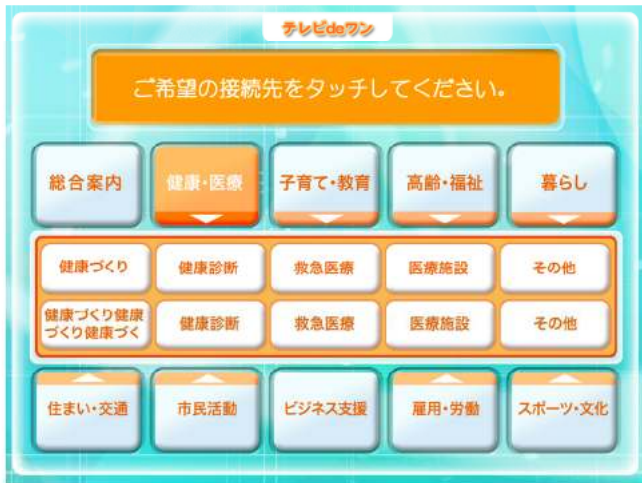 テレビdeワン
ご希望の接続先をタッチしてください。
総合案内
健康・医療
子育て・教育
高齢・福祉
暮らし
健康づくり
健康診断
救急医療
医療施設
その他
健康づくり健康
づくり健康づく
健康診断
救急医療
医療施設
その他
住まい・交通
市民活動
ビジネス支援
雇用・労働
スポーツ・文化